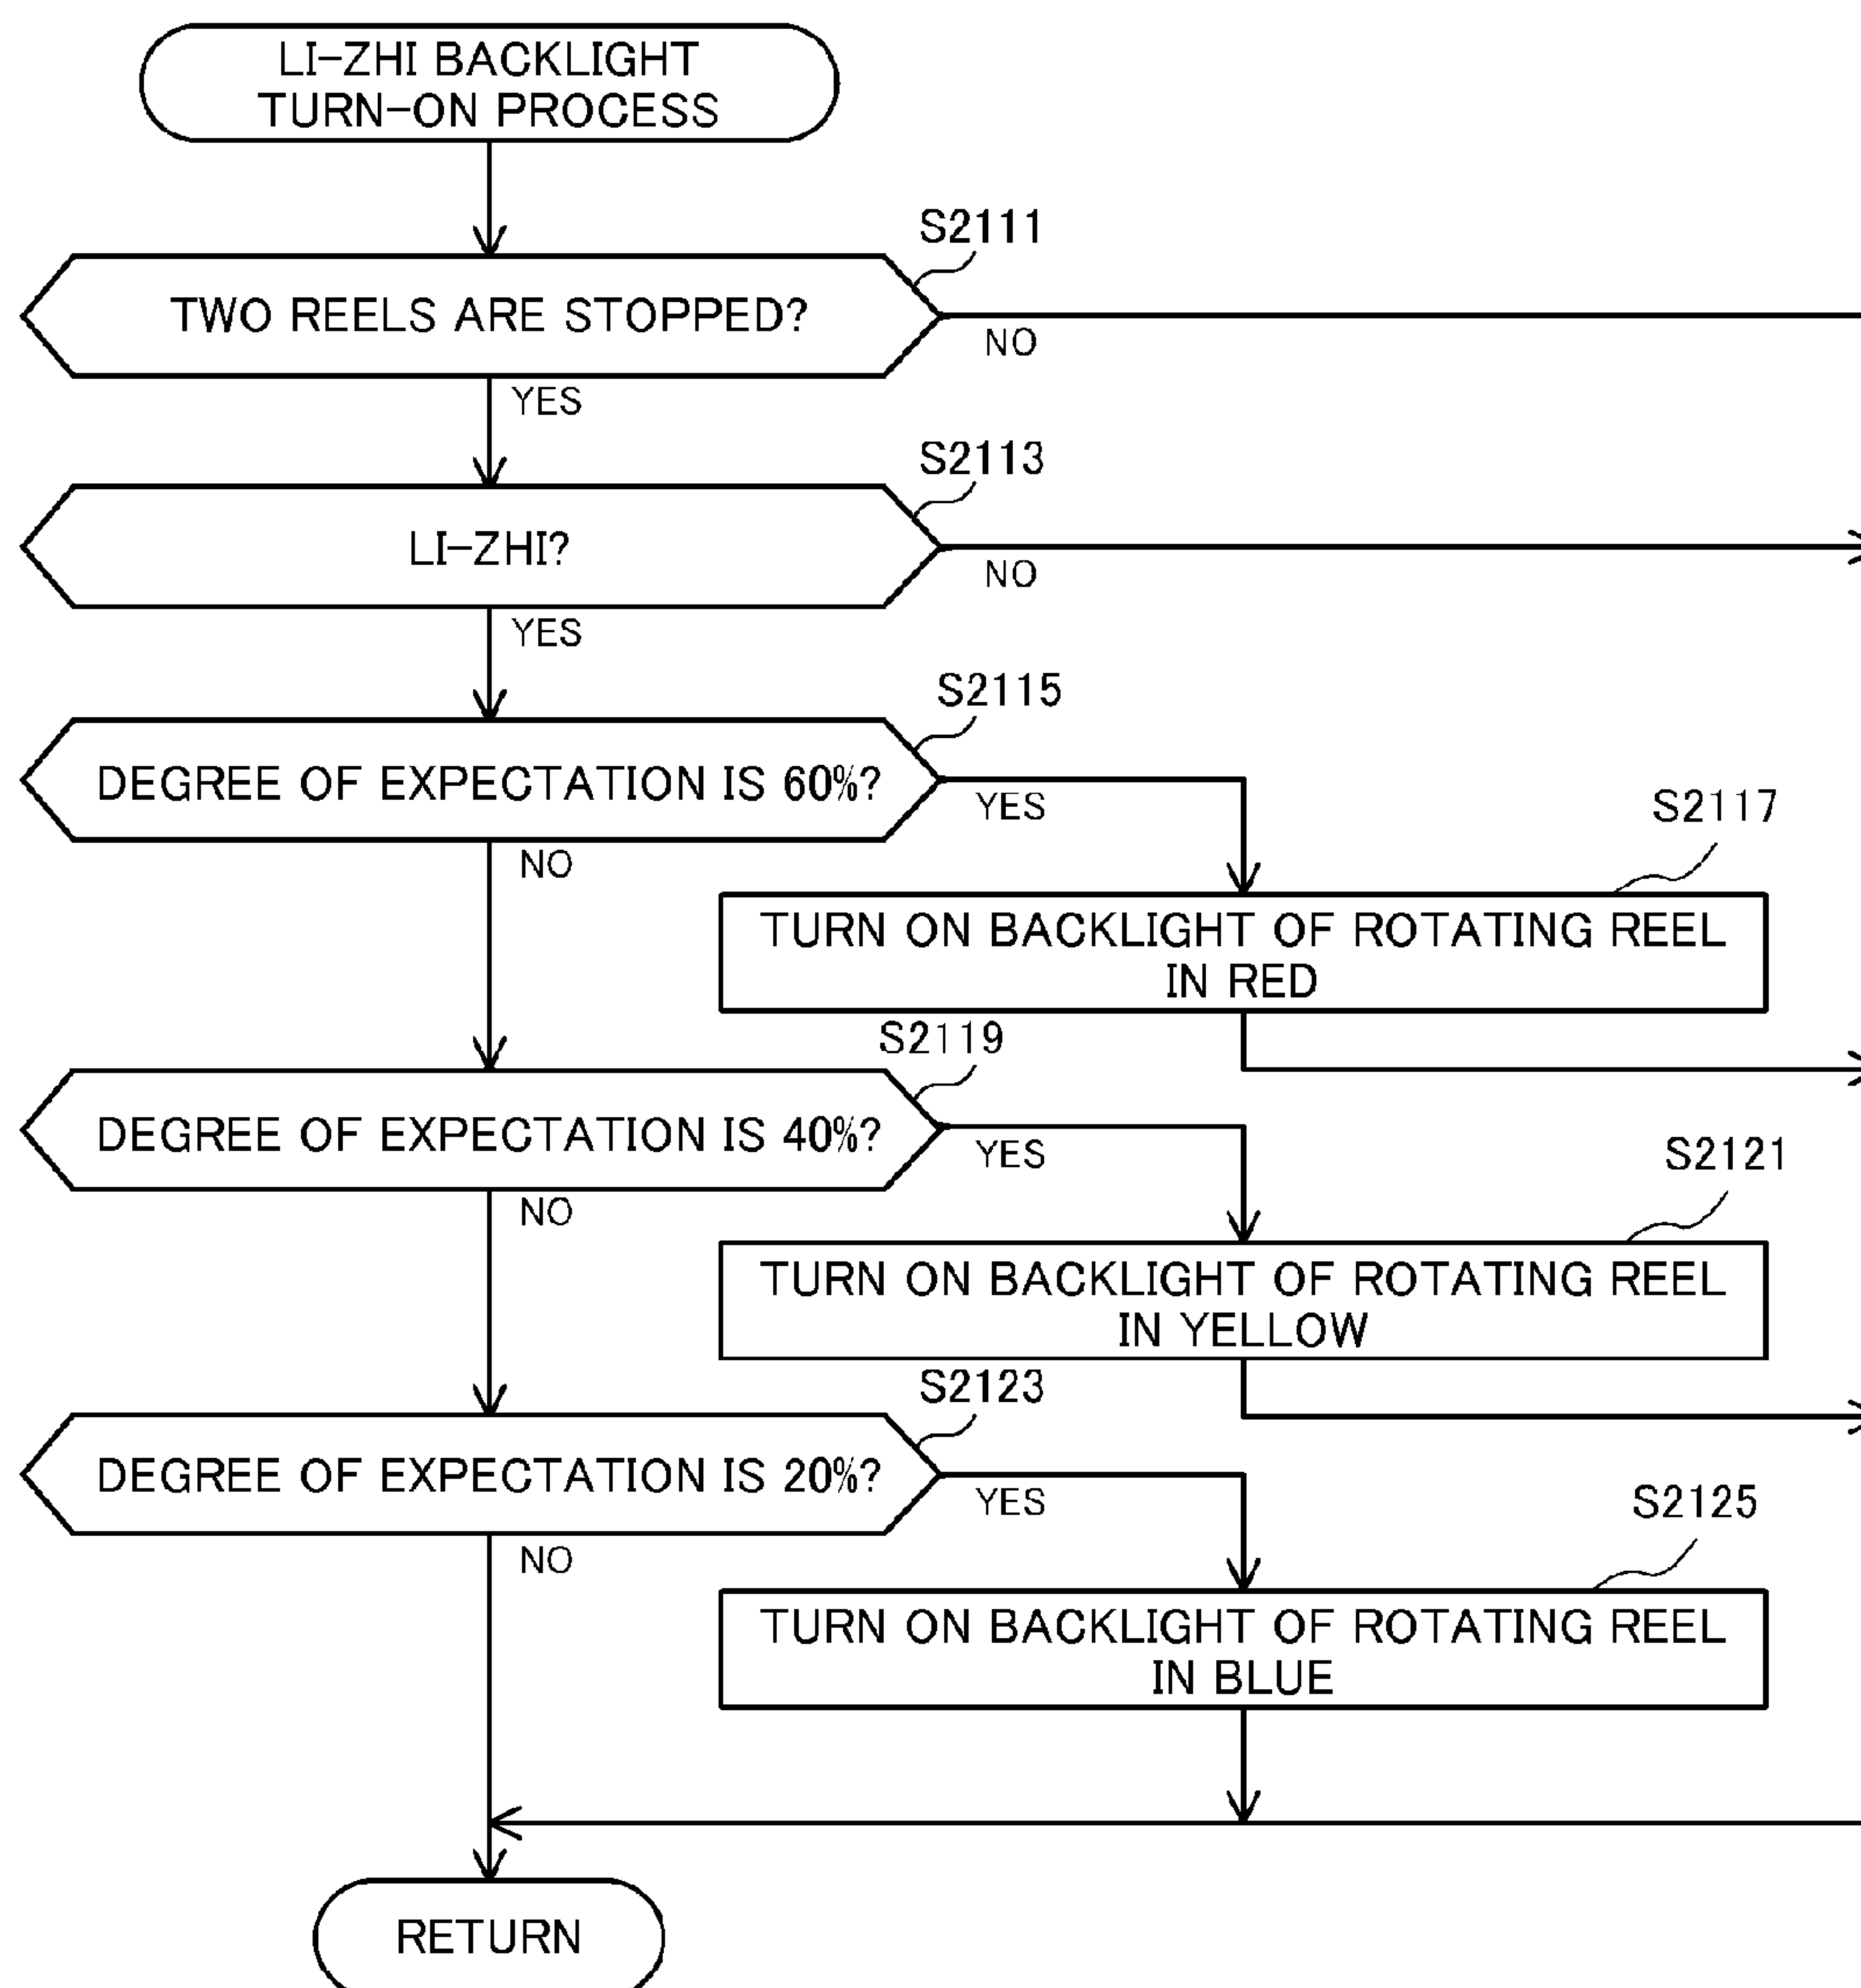 LI-ZHI BACKLIGHT
TURN-ON PROCESS
S2111
TWO REELS ARE STOPPED?
NO
YES
S2113
LI-ZHI?
NO
YES
S2115
DEGREE OF EXPECTATION IS 60%?
YES
S2117
NO
TURN ON BACKLIGHT OF ROTATING REEL
IN RED
S2119
DEGREE OF EXPECTATION IS 40%?
YES
S2121
NO
TURN ON BACKLIGHT OF ROTATING REEL
IN YELLOW
S2123
DEGREE OF EXPECTATION IS 20%?
YES
S2125
NO
TURN ON BACKLIGHT OF ROTATING REEL
IN BLUE
RETURN